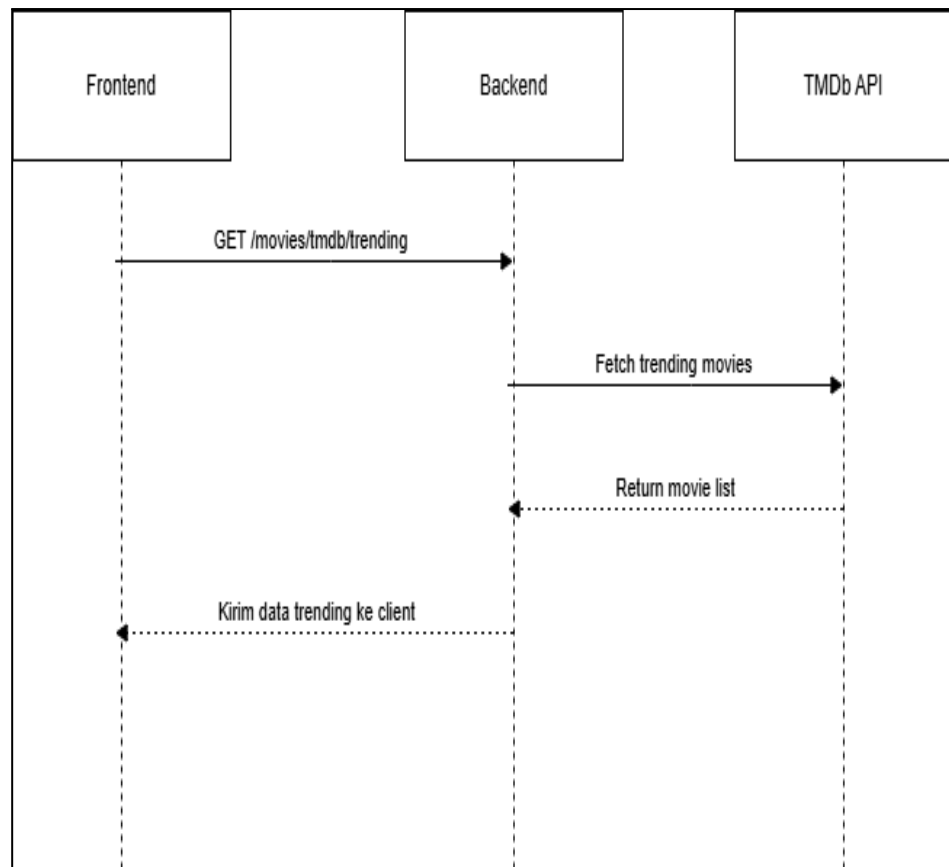 Frontend
Backend
TMDb API
GET /movies/tmdb/trending
Fetch trending movies
Return movie list
Kirim data trending ke client